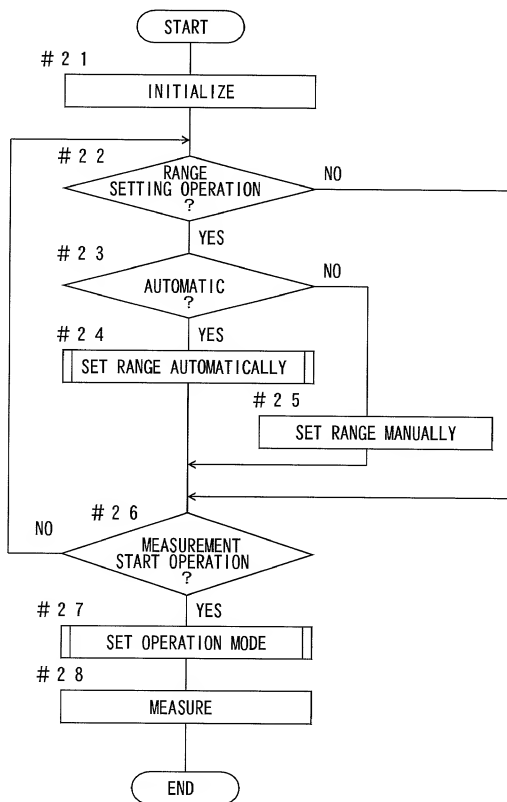 START
#21
INITIALIZE
#22
RANGE
SETTING OPERATION
?
NO
YES
#23
AUTOMATIC
?
NO
YES
#24
SET RANGE AUTOMATICALLY
#25
SET RANGE MANUALLY
#26
NO
MEASUREMENT
START OPERATION
?
YES
#27
SET OPERATION MODE
#28
MEASURE
END